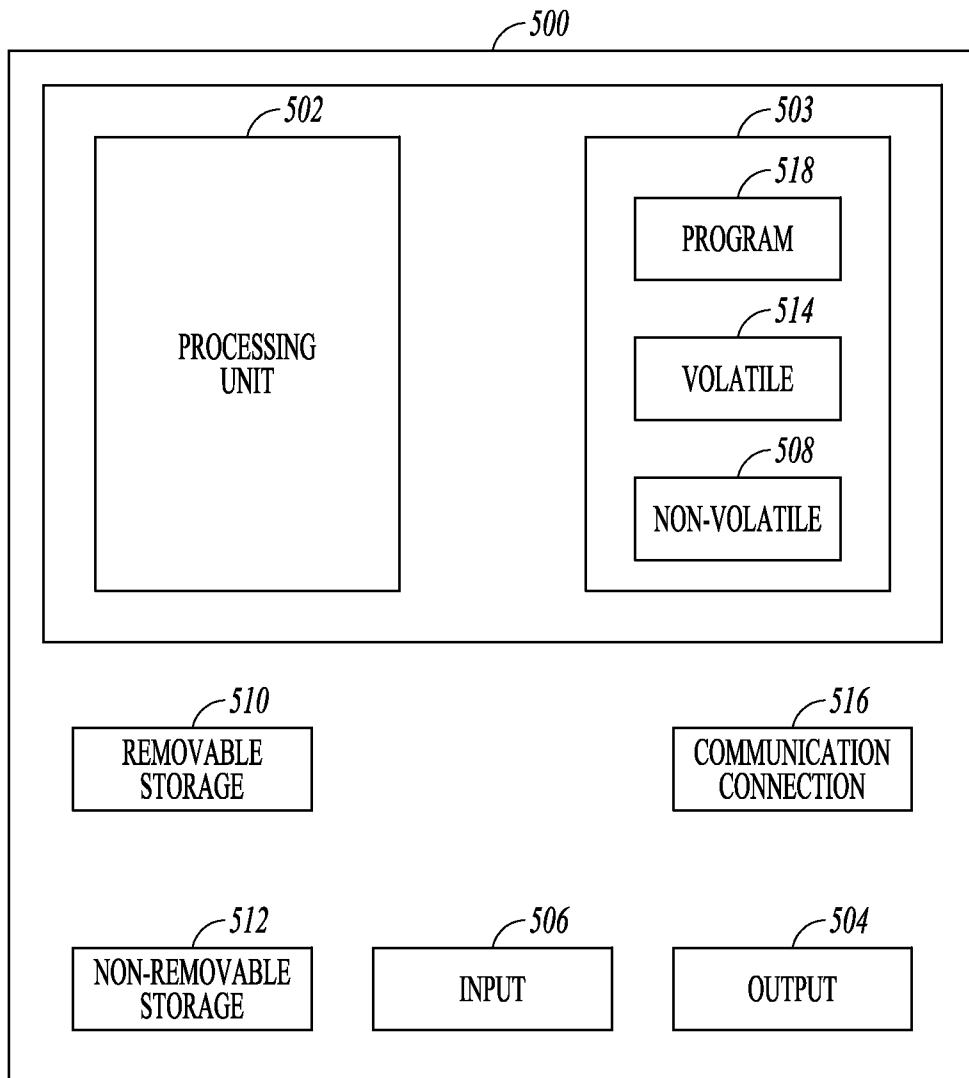 500
502
503
518
PROGRAM
514
PROCESSING
UNIT
VOLATILE
508
NON-VOLATILE
510
516
REMOVABLE
STORAGE
COMMUNICATION
CONNECTION
512
506
504
NON-REMOVABLE
STORAGE
INPUT
OUTPUT